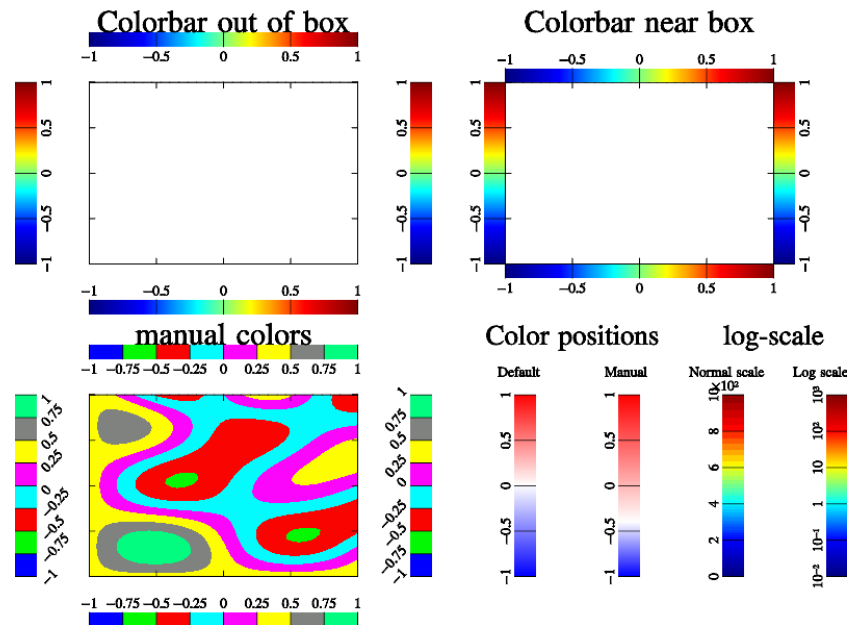 Colorbar out of box
−1 −0.5 0 0.5 1
1 0.5 0 −0.5 −1
1 0.5 0 −0.5 −1
−1 −0.5 0 0.5 1
Colorbar near box
−1 −0.5 0 0.5 1
1 0.5 0 −0.5 −1
1 0.5 0 −0.5 −1
−1 −0.5 0 0.5 1
manual colors
−1 −0.75 −0.5 −0.25 0 0.25 0.5 0.75 1
1 0.75 0.5 0.25 0 −0.25 −0.5 −0.75 −1
1 0.75 0.5 0.25 0 −0.25 −0.5 −0.75 −1
−1 −0.75 −0.5 −0.25 0 0.25 0.5 0.75 1
Color positions
Default
1 0.5 0 −0.5 −1
Manual
1 0.5 0 −0.5 −1
log-scale
Normal scale
×10²
8 6 4 2 0
Log scale
10³ 10² 10 1 10⁻¹ 10⁻²